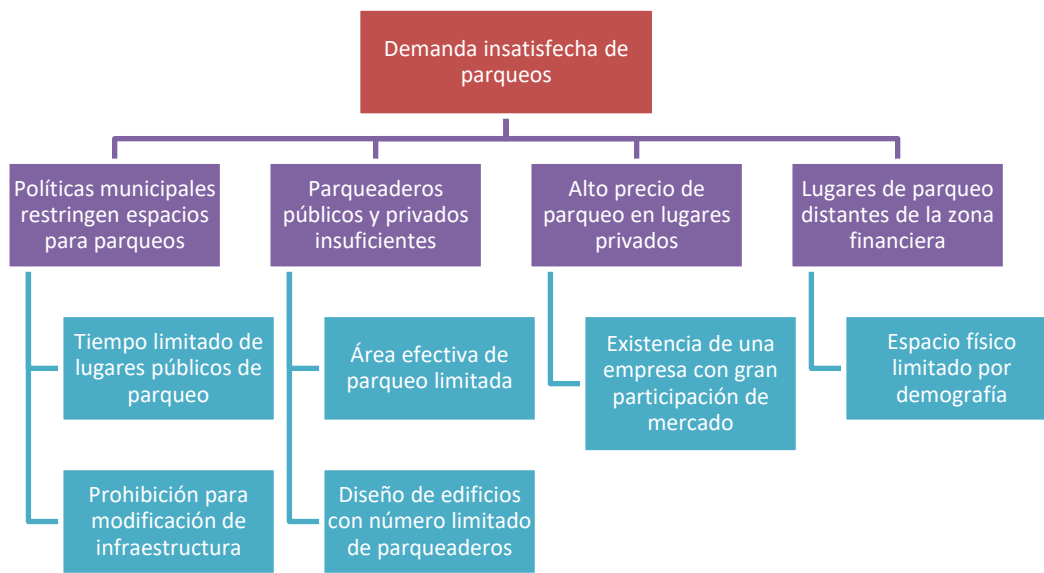 Demanda insatisfecha de
parqueos
Políticas municipales
restringen espacios
para parqueos
Parqueaderos
públicos y privados
insuficientes
Alto precio de
parqueo en lugares
privados
Lugares de parqueo
distantes de la zona
financiera
Tiempo limitado de
lugares públicos de
parqueo
Área efectiva de
parqueo limitada
Existencia de una
empresa con gran
participación de
mercado
Espacio físico
limitado por
demografía
Prohibición para
modificación de
infraestructura
Diseño de edificios
con número limitado
de parqueaderos